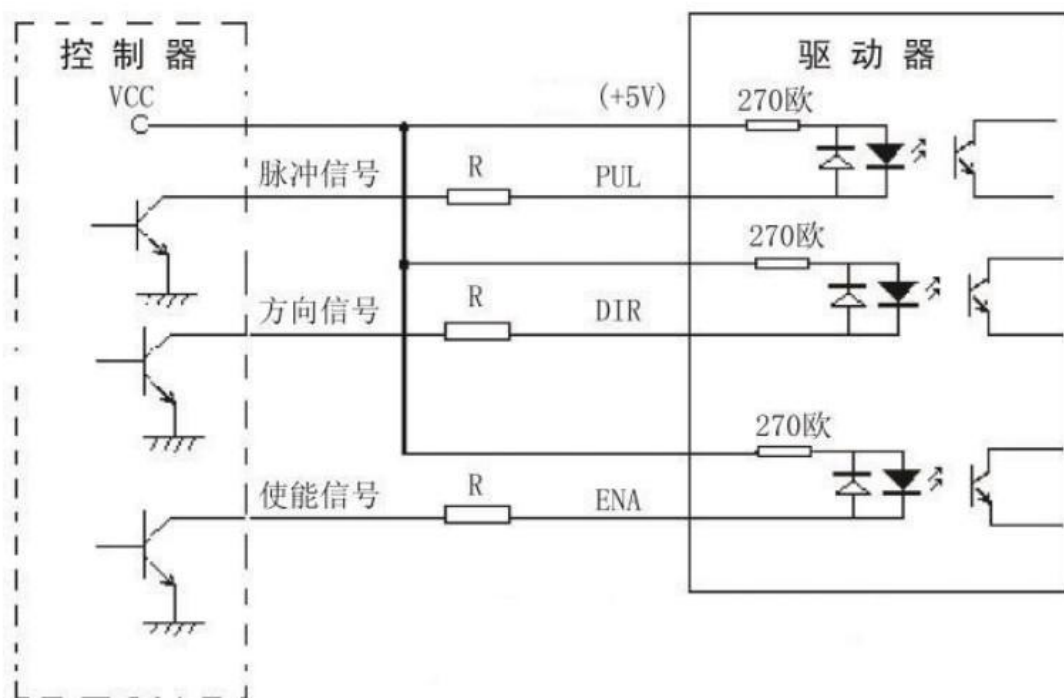 控制器
驱动器
VCC
(+5V)
270欧
脉冲信号
R
PUL
270欧
方向信号
R
DIR
270欧
使能信号
R
ENA